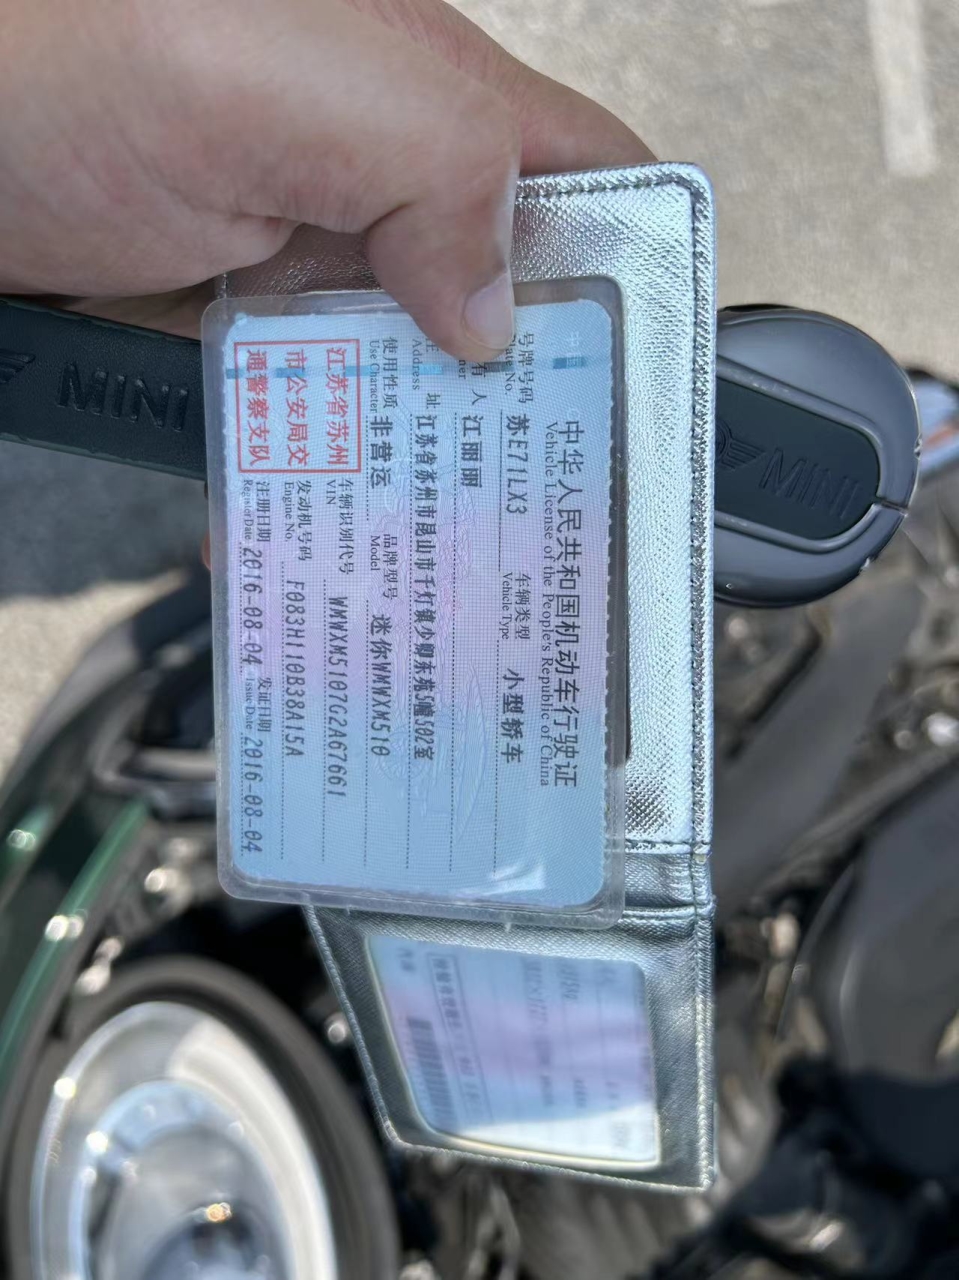 中华人民共和国机动车行驶证
Vehicle License of the People's Republic of China
号牌号码 苏E71LX3 车辆类型 小型轿车
Plate No. Vehicle Type
有人 江丽丽
址 江苏省苏州市昆山市千灯镇少卿东苑5幢502室
Address
使用性质 非营运 品牌型号 迷你WMWXM510
Use Character Model
江苏省苏州
市公安局交
通警察支队
车辆识别代号 WMWXM5107G2A67661
VIN
发动机号码 F083H110B38A15A
Engine No.
注册日期 2016-08-04 发证日期 2016-08-04
Register Date Issue Date
MINI
MINI